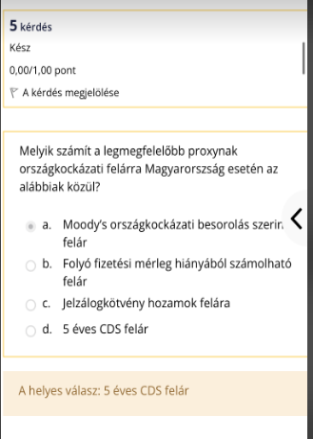 5 kérdés
Kész
0,00/1,00 pont
A kérdés megjelölése
Melyik számít a legmegfelelőbb proxynak
országkockázati felárra Magyarország esetén az
alábbiak közül?
a. Moody's országkockázati besorolás
felár
b. Folyó fizetési mérleg hiányából számolható
felár
c. Jelzálogkötvény hozamok felára
d. 5 éves CDS felár
A helyes válasz: 5 éves CDS felár